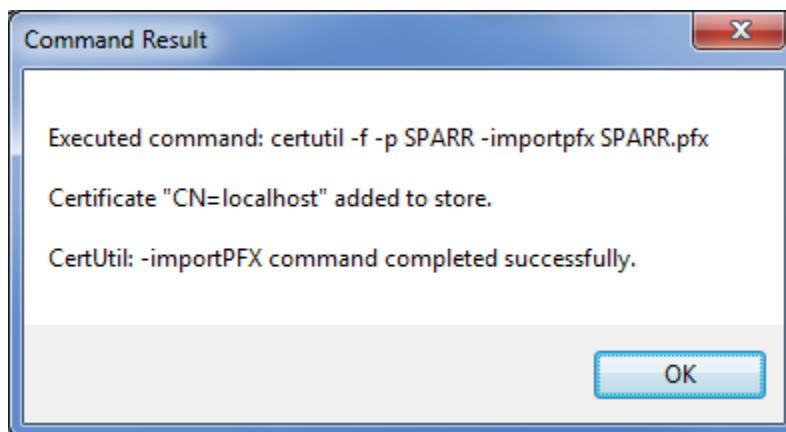 Command Result
X
Executed command: certutil -f -p SPARR -importpfx SPARR.pfx
Certificate "CN=localhost" added to store.
CertUtil: -importPFX command completed successfully.
OK